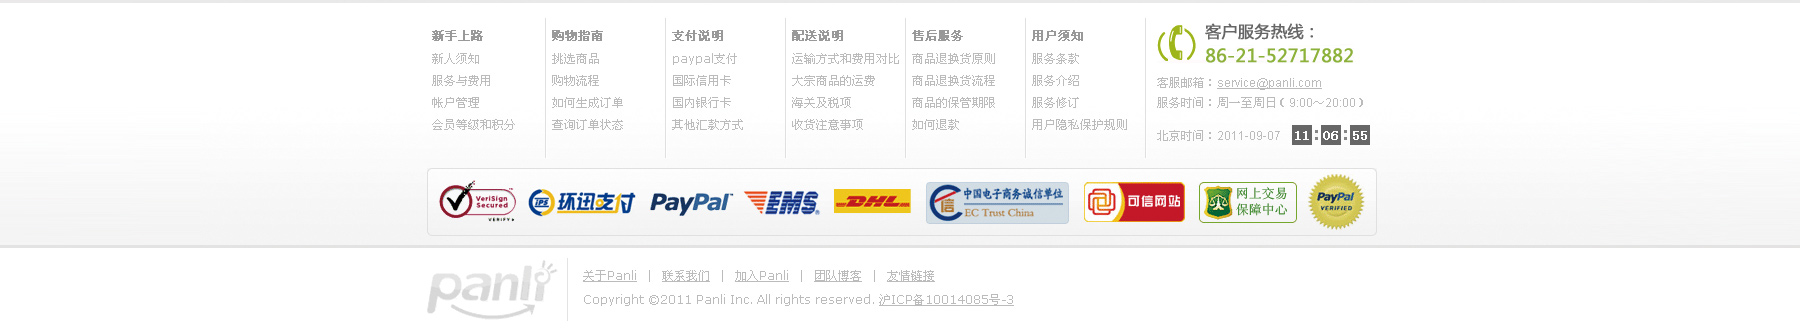 新手上路
新人须知
服务与费用
帐户管理
会员等级和积分
购物指南
挑选商品
购物流程
如何生成订单
查询订单状态
支付说明
paypal支付
国际信用卡
国内银行卡
其他汇款方式
配送说明
运输方式和费用对比
大宗商品的运费
海关及税项
收货注意事项
售后服务
商品退换货原则
商品退换货流程
商品的保管期限
如何退款
用户须知
服务条款
服务介绍
服务修订
用户隐私保护规则
客户服务热线：
86-21-52717882
客服邮箱：service@panli.com
服务时间：周一至周日（9:00～20:00）
北京时间：2011-09-07 11:06:55
VeriSign
Secured
VERIFY
IPS 环迅支付
PayPal
EMS
DHL
信 中国电子商务诚信单位
EC Trust China
可信网站
网上交易
保障中心
PayPal
VERIFIED
panli
关于Panli | 联系我们 | 加入Panli | 团队博客 | 友情链接
Copyright ©2011 Panli Inc. All rights reserved. 沪ICP备10014085号-3